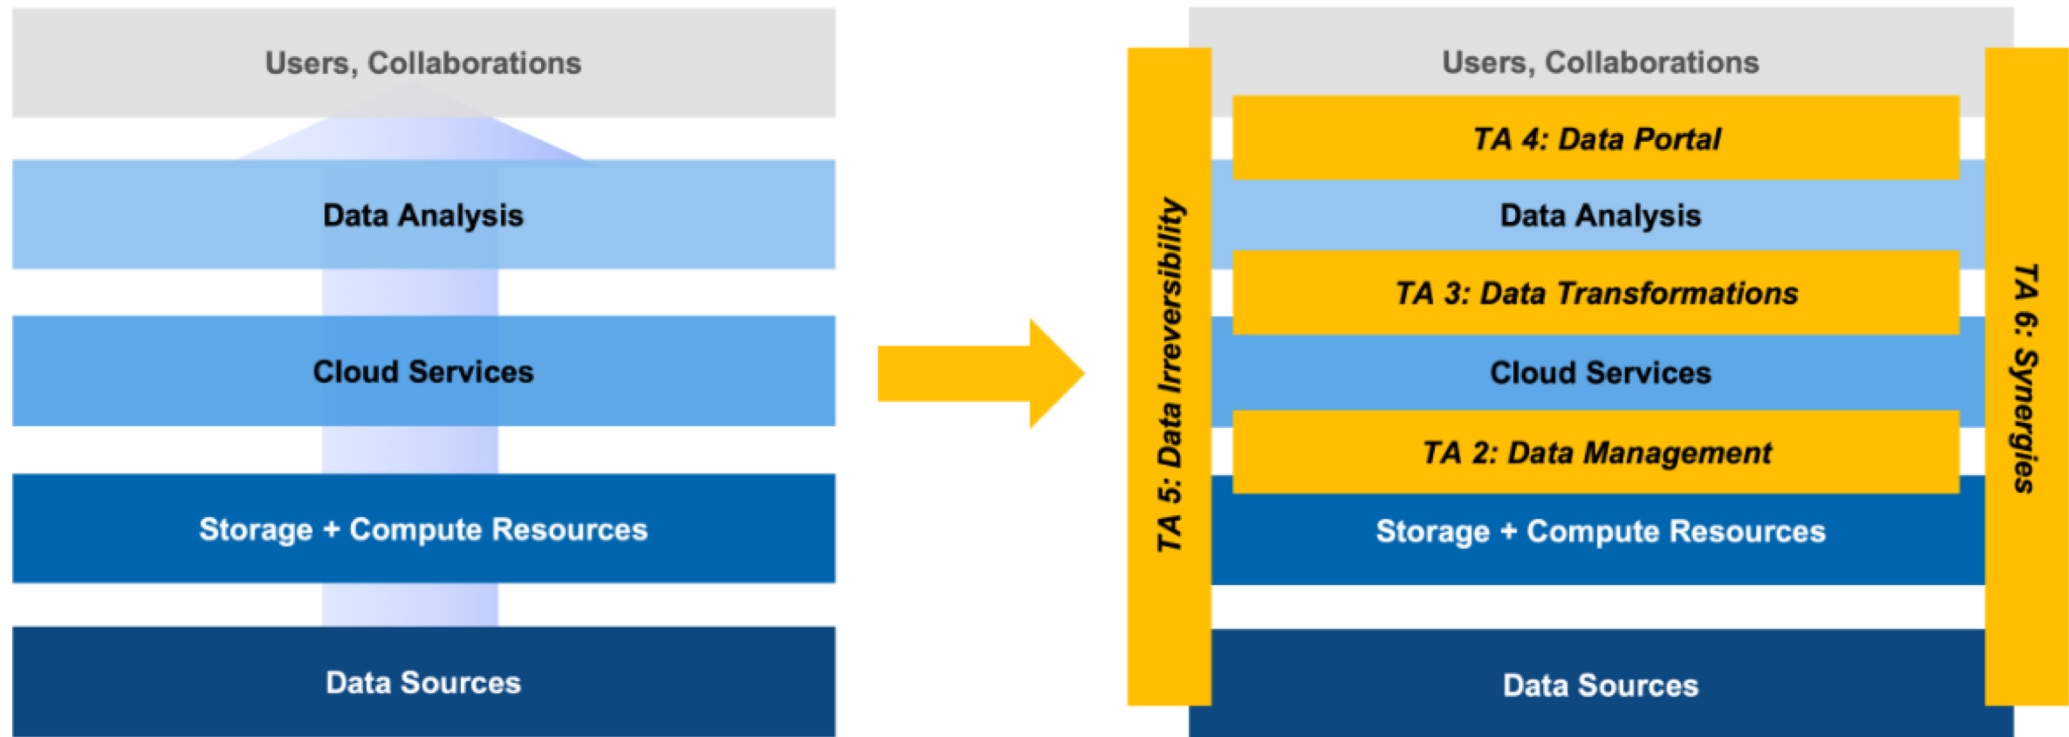 Users, Collaborations
Data Analysis
Cloud Services
Storage + Compute Resources
Data Sources
Users, Collaborations
TA 4: Data Portal
Data Analysis
TA 3: Data Transformations
Cloud Services
TA 2: Data Management
Storage + Compute Resources
Data Sources
TA 5: Data Irreversibility
TA 6: Synergies